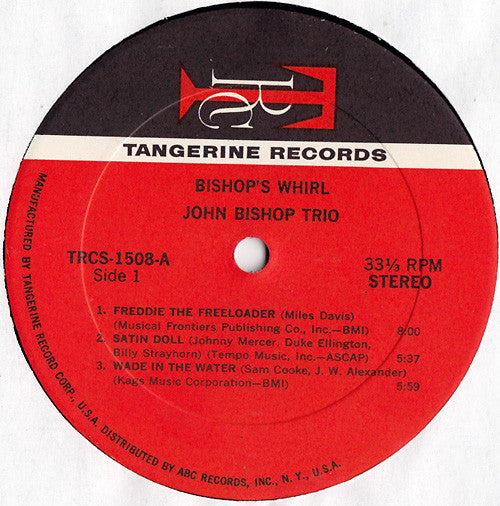 TRC
TANGERINE RECORDS
BISHOP'S WHIRL
JOHN BISHOP TRIO
TRCS-1508-A
Side 1
33⅓ RPM
STEREO
1. FREDDIE THE FREELOADER (Miles Davis)
(Musical Frontiers Publishing Co., Inc.—BMI) 8:00
2. SATIN DOLL (Johnny Mercer, Duke Ellington,
Billy Strayhorn) (Tempo Music, Inc.—ASCAP) 5:37
3. WADE IN THE WATER (Sam Cooke, J. W. Alexander)
(Kags Music Corporation—BMI) 5:59
MANUFACTURED BY TANGERINE RECORD CORP., U.S.A. DISTRIBUTED BY ABC RECORDS, INC., N. Y., U.S.A.